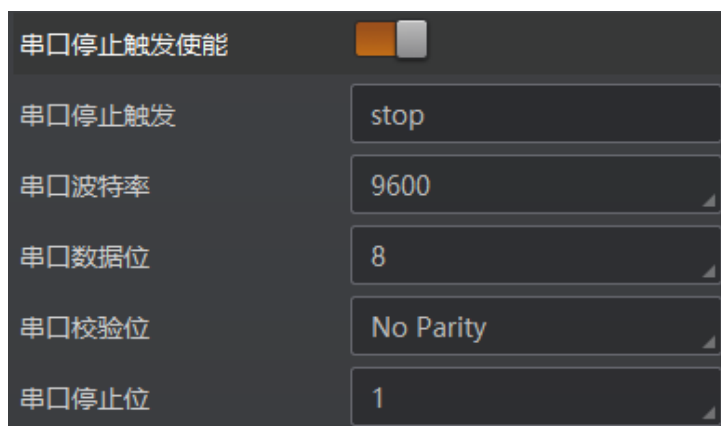 串口停止触发使能
串口停止触发 stop
串口波特率 9600
串口数据位 8
串口校验位 No Parity
串口停止位 1